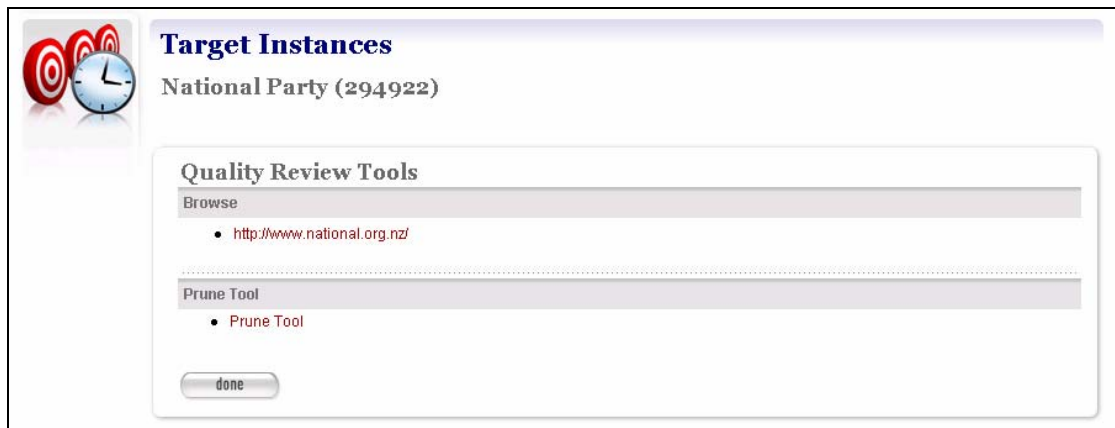 Target Instances
National Party (294922)
Quality Review Tools
Browse
http://www.national.org.nz/
Prune Tool
Prune Tool
done